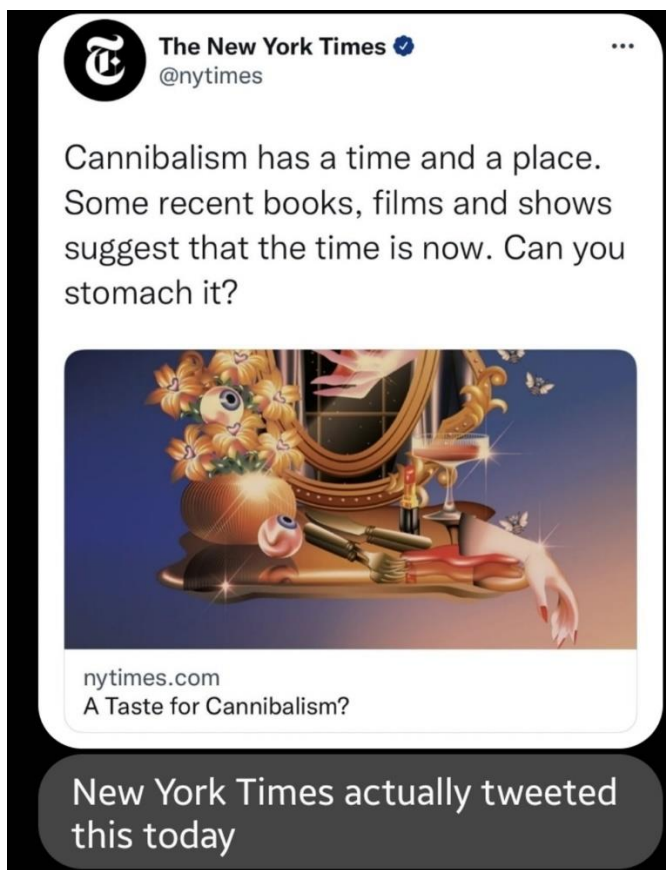 The New York Times
@nytimes
Cannibalism has a time and a place.
Some recent books, films and shows
suggest that the time is now. Can you
stomach it?
nytimes.com
A Taste for Cannibalism?
New York Times actually tweeted
this today